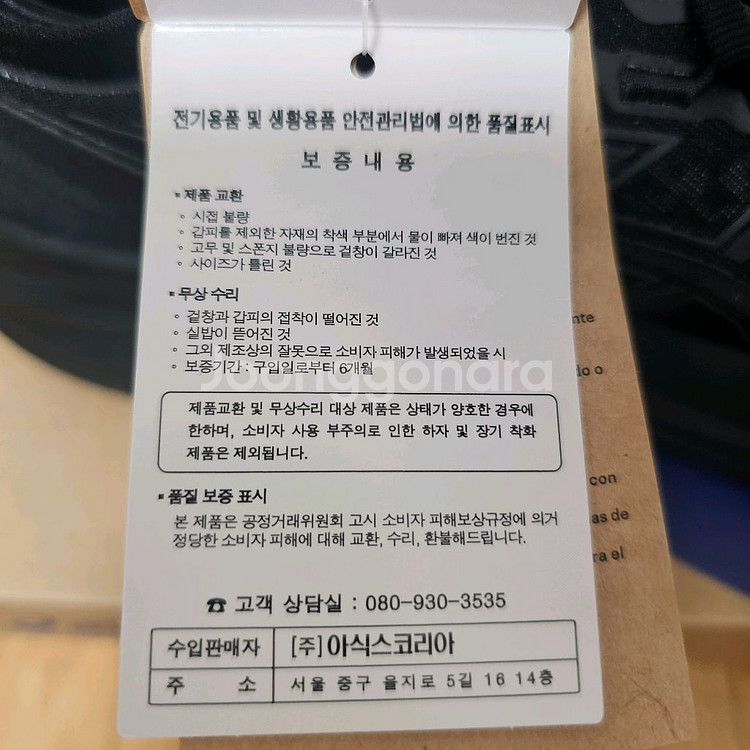 전기용품 및 생활용품 안전관리법에 의한 품질표시
보 증 내 용
▪ 제품 교환
◦ 시접 불량
◦ 갑피를 제외한 자재의 착색 부분에서 물이 빠져 색이 번진 것
◦ 고무 및 스폰지 불량으로 겉창이 갈라진 것
◦ 사이즈가 틀린 것
▪ 무상 수리
◦ 겉창과 갑피의 접착이 떨어진 것
◦ 실밥이 뜯어진 것
◦ 그외 제조상의 잘못으로 소비자 피해가 발생되었을 시
◦ 보증기간 : 구입일로부터 6개월
Joonggonara
제품교환 및 무상수리 대상 제품은 상태가 양호한 경우에
한하며, 소비자 사용 부주의로 인한 하자 및 장기 착화
제품은 제외됩니다.
▪ 품질 보증 표시
본 제품은 공정거래위원회 고시 소비자 피해보상규정에 의거
정당한 소비자 피해에 대해 교환, 수리, 환불해드립니다.
☎ 고객 상담실 : 080-930-3535
수입판매자 [주]아식스코리아
주 소 서울 중구 을지로 5길 16 14층
nte
do o
con
as de
ra el